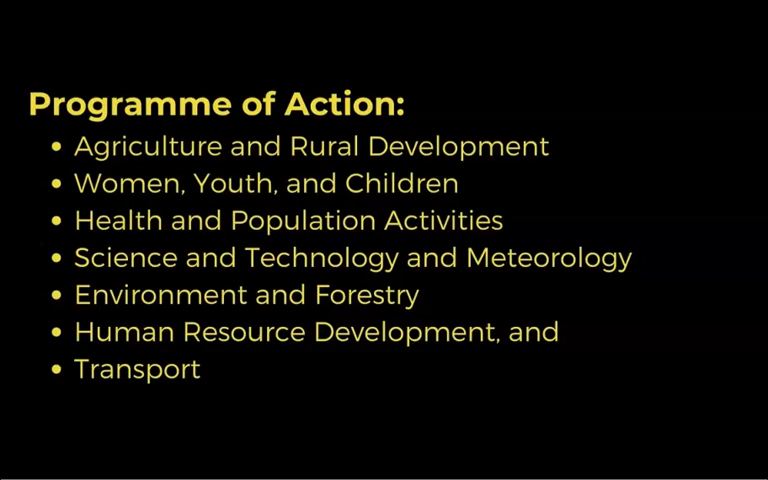 Programme of Action:
• Agriculture and Rural Development
• Women, Youth, and Children
• Health and Population Activities
• Science and Technology and Meteorology
• Environment and Forestry
• Human Resource Development, and
• Transport